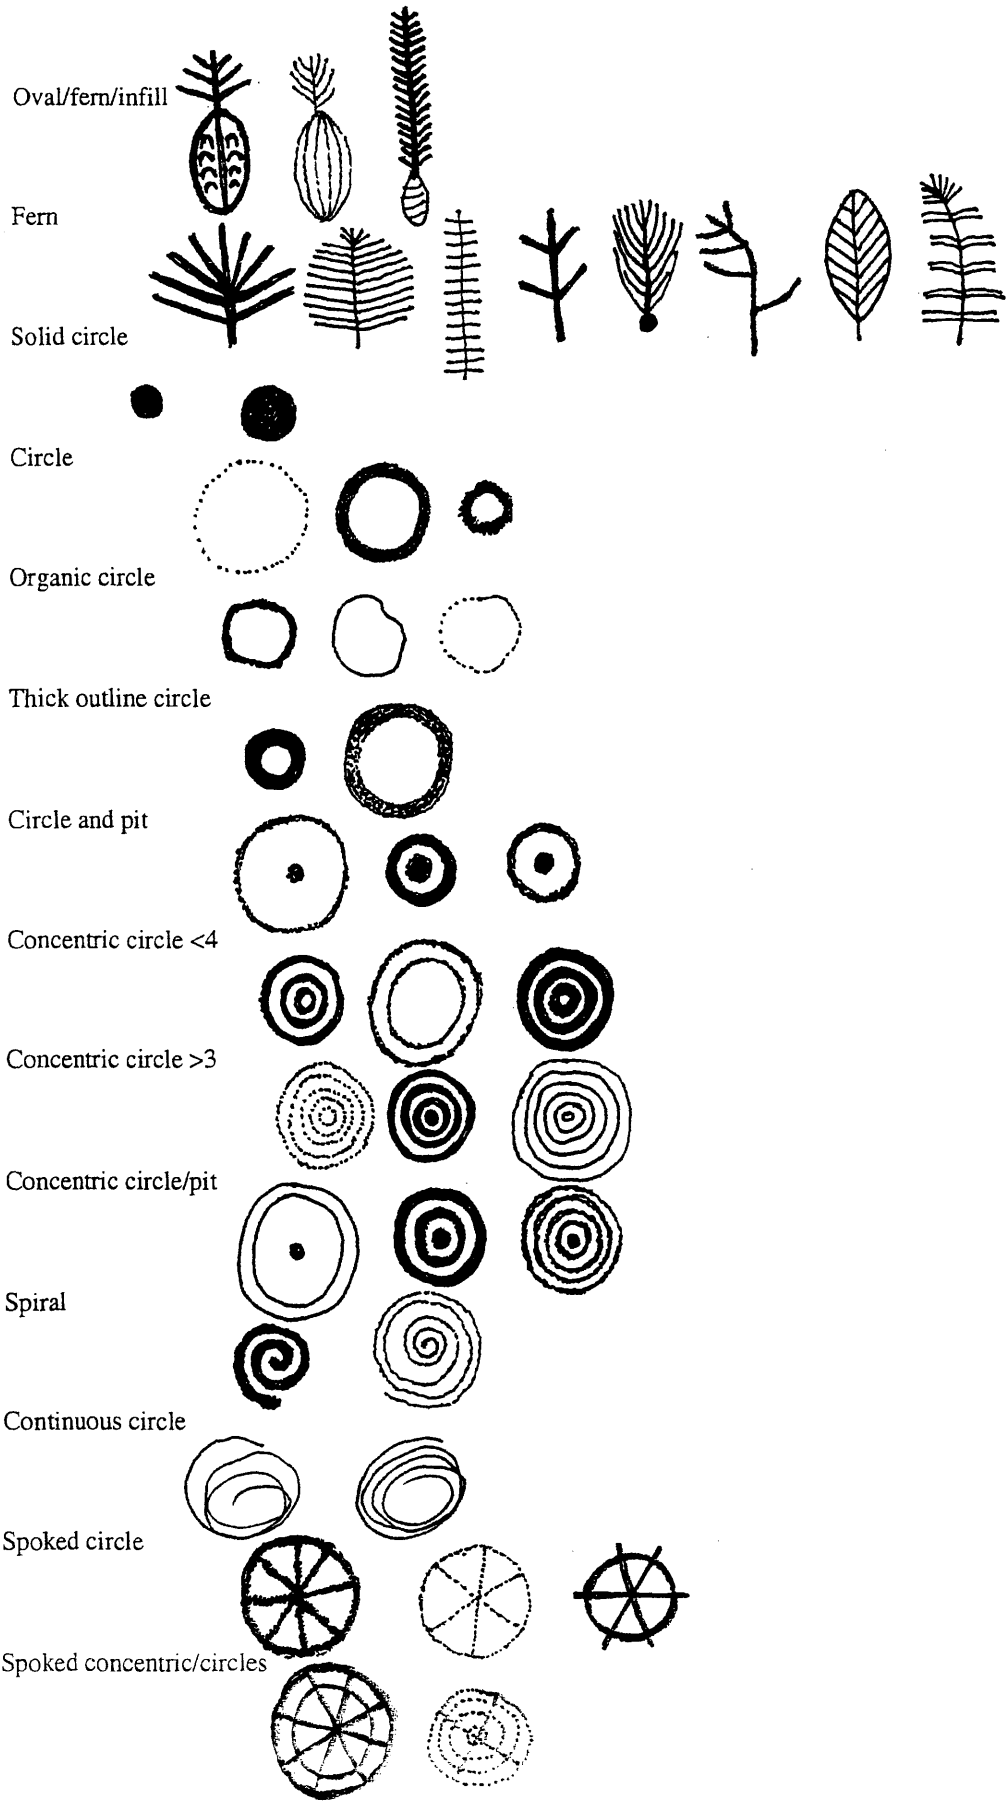 Oval/fern/infill
Fern
Solid circle
Circle
Organic circle
Thick outline circle
Circle and pit
Concentric circle <4
Concentric circle >3
Concentric circle/pit
Spiral
Continuous circle
Spoked circle
Spoked concentric/circles